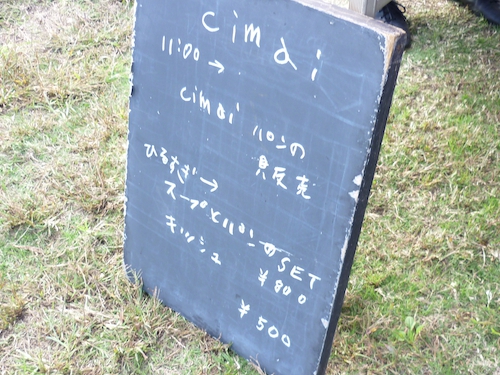 cimai
11:00→
cimai パンの
販売
ひるすぎ→
スープとパンのSET
¥800
キッシュ
¥500